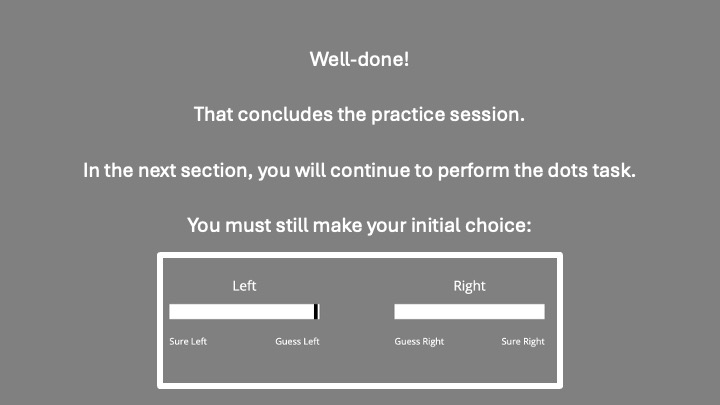 Well-done!
That concludes the practice session.
In the next section, you will continue to perform the dots task.
You must still make your initial choice:
Left Right
Sure Left Guess Left Guess Right Sure Right